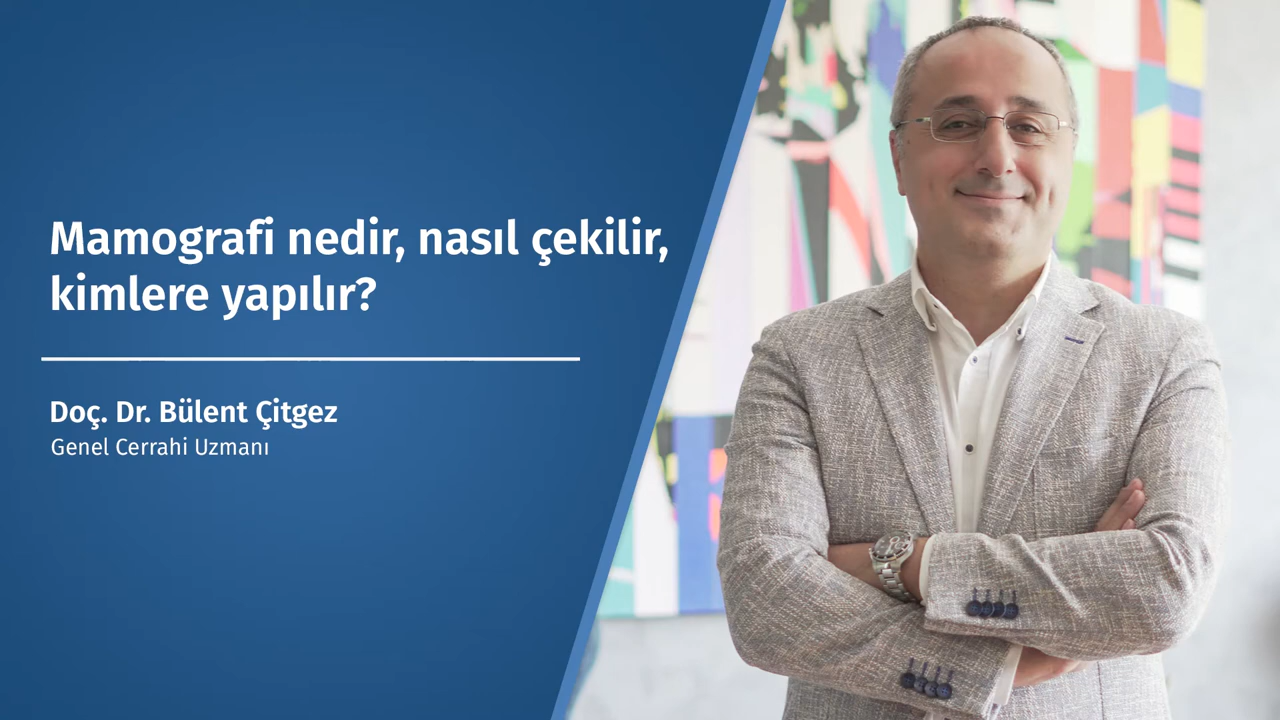 Mamografi nedir, nasıl çekilir,
kimlere yapılır?
Doç. Dr. Bülent Çitgez
Genel Cerrahi Uzmanı